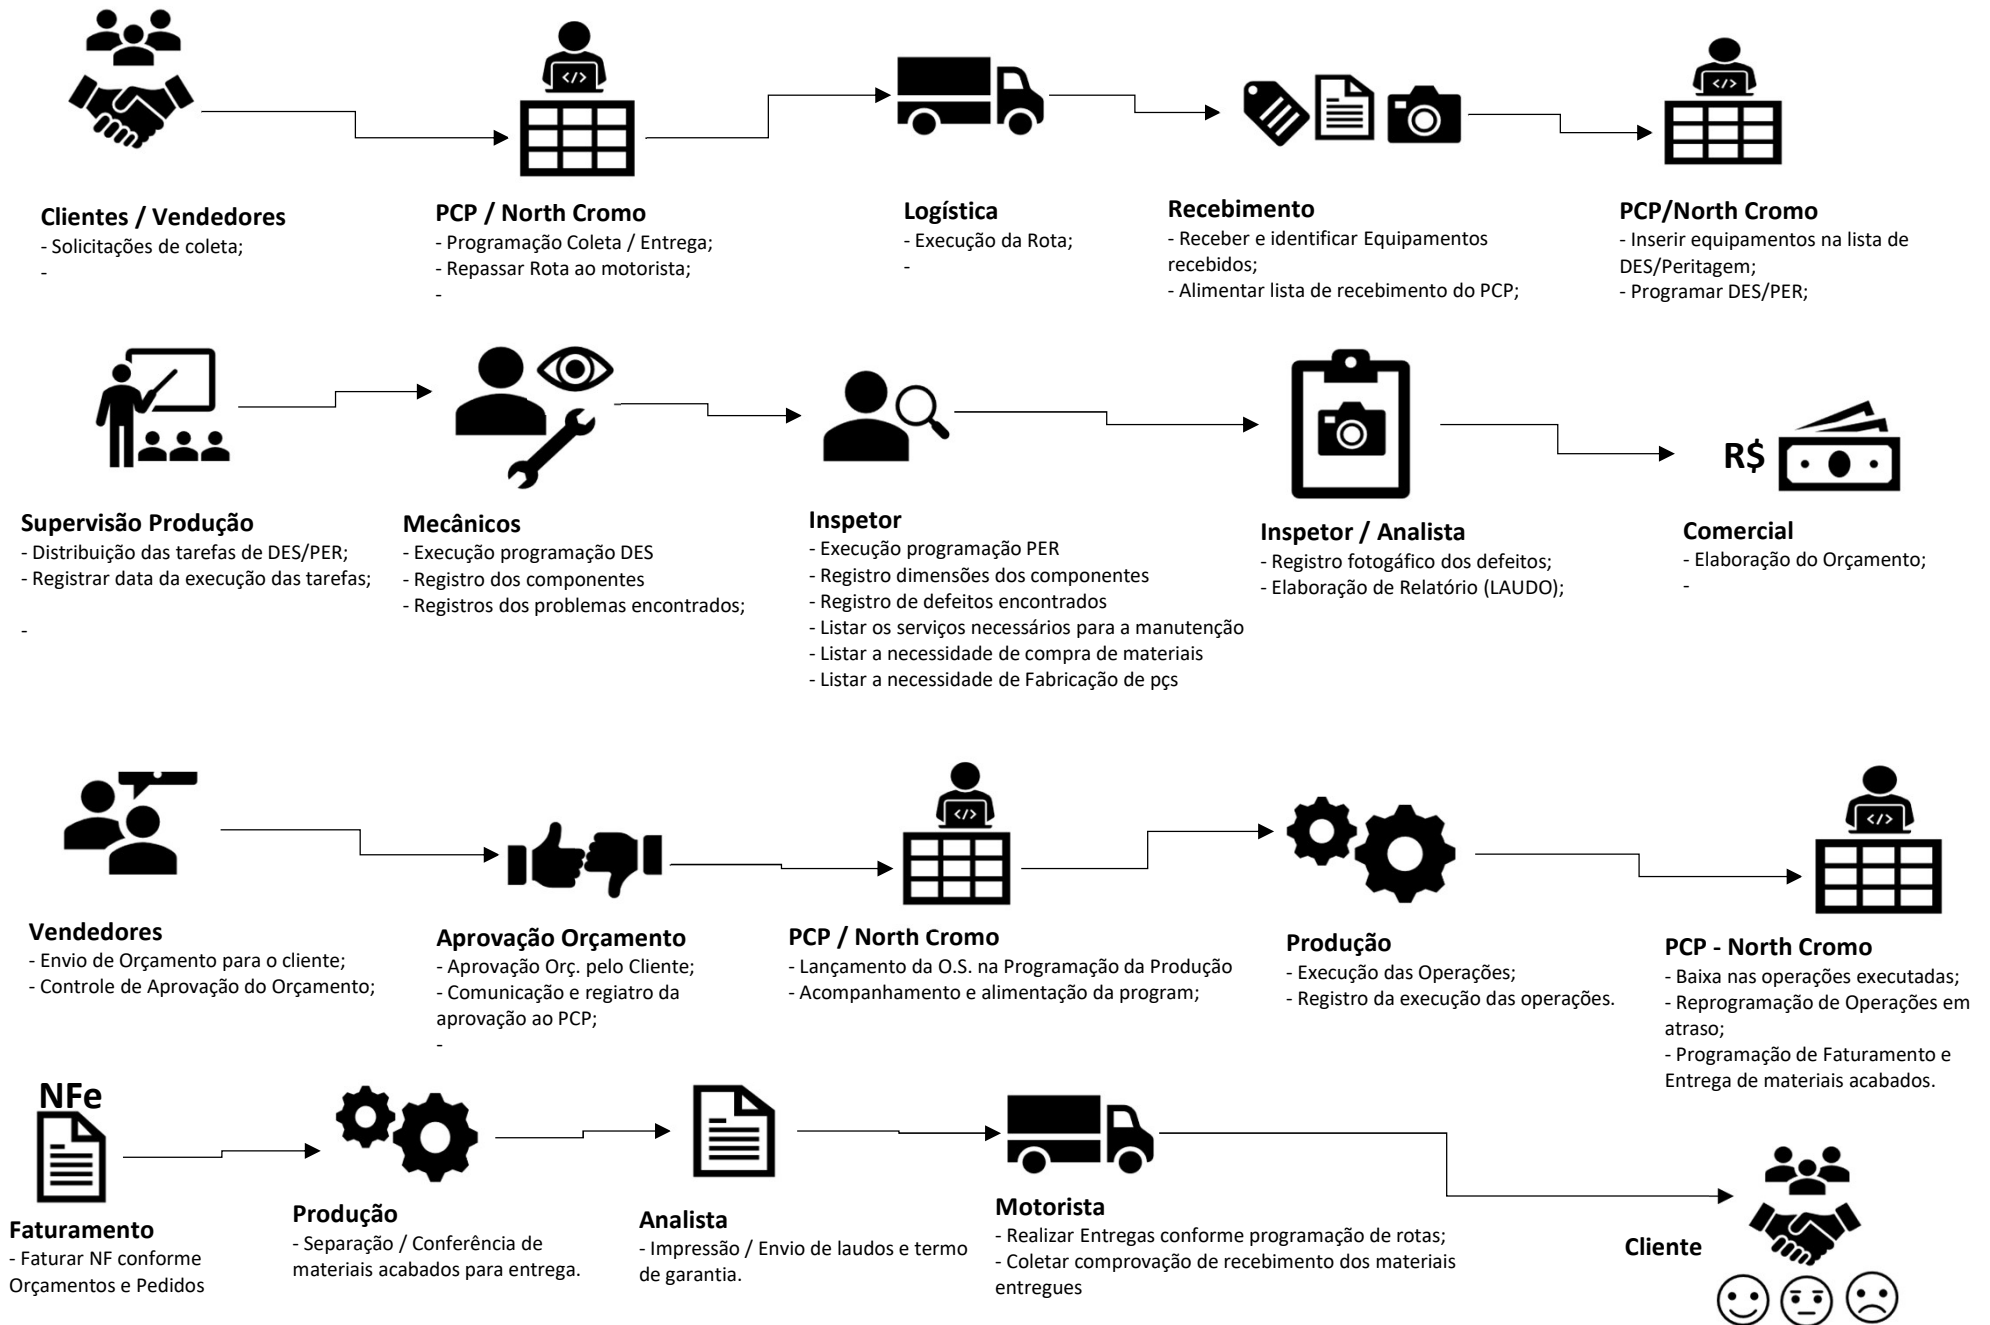 Clientes / Vendedores
- Solicitações de coleta;
-
PCP / North Cromo
- Programação Coleta / Entrega;
- Repassar Rota ao motorista;
-
Logística
- Execução da Rota;
-
Recebimento
- Receber e identificar Equipamentos
recebidos;
- Alimentar lista de recebimento do PCP;
PCP/North Cromo
- Inserir equipamentos na lista de
DES/Peritagem;
- Programar DES/PER;
Supervisão Produção
- Distribuição das tarefas de DES/PER;
- Registrar data da execução das tarefas;
-
Mecânicos
- Execução programação DES
- Registro dos componentes
- Registros dos problemas encontrados;
Inspetor
- Execução programação PER
- Registro dimensões dos componentes
- Registro de defeitos encontrados
- Listar os serviços necessários para a manutenção
- Listar a necessidade de compra de materiais
- Listar a necessidade de Fabricação de pçs
Inspetor / Analista
- Registro fotogáfico dos defeitos;
- Elaboração de Relatório (LAUDO);
R$
Comercial
- Elaboração do Orçamento;
-
Vendedores
- Envio de Orçamento para o cliente;
- Controle de Aprovação do Orçamento;
Aprovação Orçamento
- Aprovação Orç. pelo Cliente;
- Comunicação e regiatro da
aprovação ao PCP;
-
PCP / North Cromo
- Lançamento da O.S. na Programação da Produção
- Acompanhamento e alimentação da program;
Produção
- Execução das Operações;
- Registro da execução das operações.
PCP - North Cromo
- Baixa nas operações executadas;
- Reprogramação de Operações em
atraso;
- Programação de Faturamento e
Entrega de materiais acabados.
NFe
Faturamento
- Faturar NF conforme
Orçamentos e Pedidos
Produção
- Separação / Conferência de
materiais acabados para entrega.
Analista
- Impressão / Envio de laudos e termo
de garantia.
Motorista
- Realizar Entregas conforme programação de rotas;
- Coletar comprovação de recebimento dos materiais
entregues
Cliente